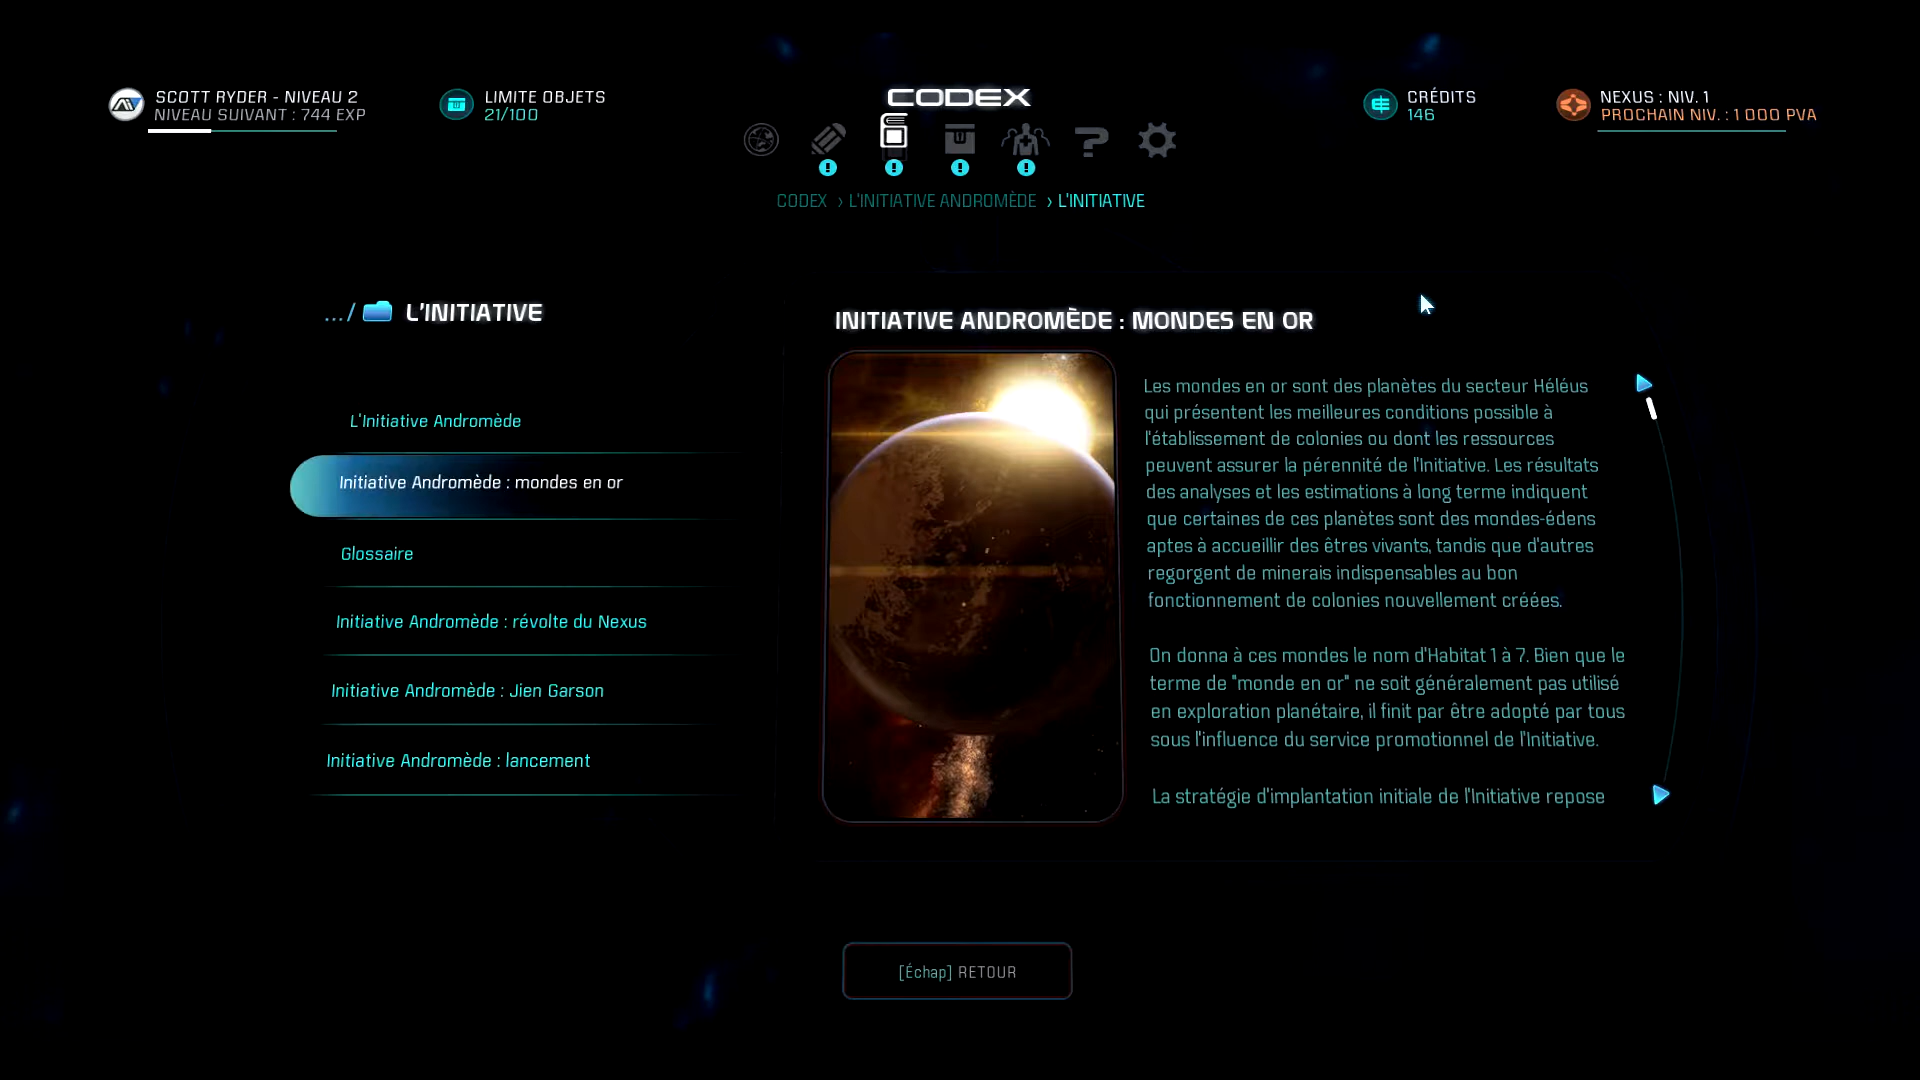 SCOTT RYDER - NIVEAU 2
NIVEAU SUIVANT : 744 EXP
LIMITE OBJETS
21/100
CODEX
CRÉDITS
146
NEXUS : NIV. 1
PROCHAIN NIV. : 1 000 PVA
CODEX › L'INITIATIVE ANDROMÈDE › L'INITIATIVE
.../ L'INITIATIVE
L'Initiative Andromède
Initiative Andromède : mondes en or
Glossaire
Initiative Andromède : révolte du Nexus
Initiative Andromède : Jien Garson
Initiative Andromède : lancement
INITIATIVE ANDROMÈDE : MONDES EN OR
Les mondes en or sont des planètes du secteur Héléus
qui présentent les meilleures conditions possible à
l'établissement de colonies ou dont les ressources
peuvent assurer la pérennité de l'Initiative. Les résultats
des analyses et les estimations à long terme indiquent
que certaines de ces planètes sont des mondes-édens
aptes à accueillir des êtres vivants, tandis que d'autres
regorgent de minerais indispensables au bon
fonctionnement de colonies nouvellement créées.
On donna à ces mondes le nom d'Habitat 1 à 7. Bien que le
terme de "monde en or" ne soit généralement pas utilisé
en exploration planétaire, il finit par être adopté par tous
sous l'influence du service promotionnel de l'Initiative.
La stratégie d'implantation initiale de l'Initiative repose
[Échap] RETOUR